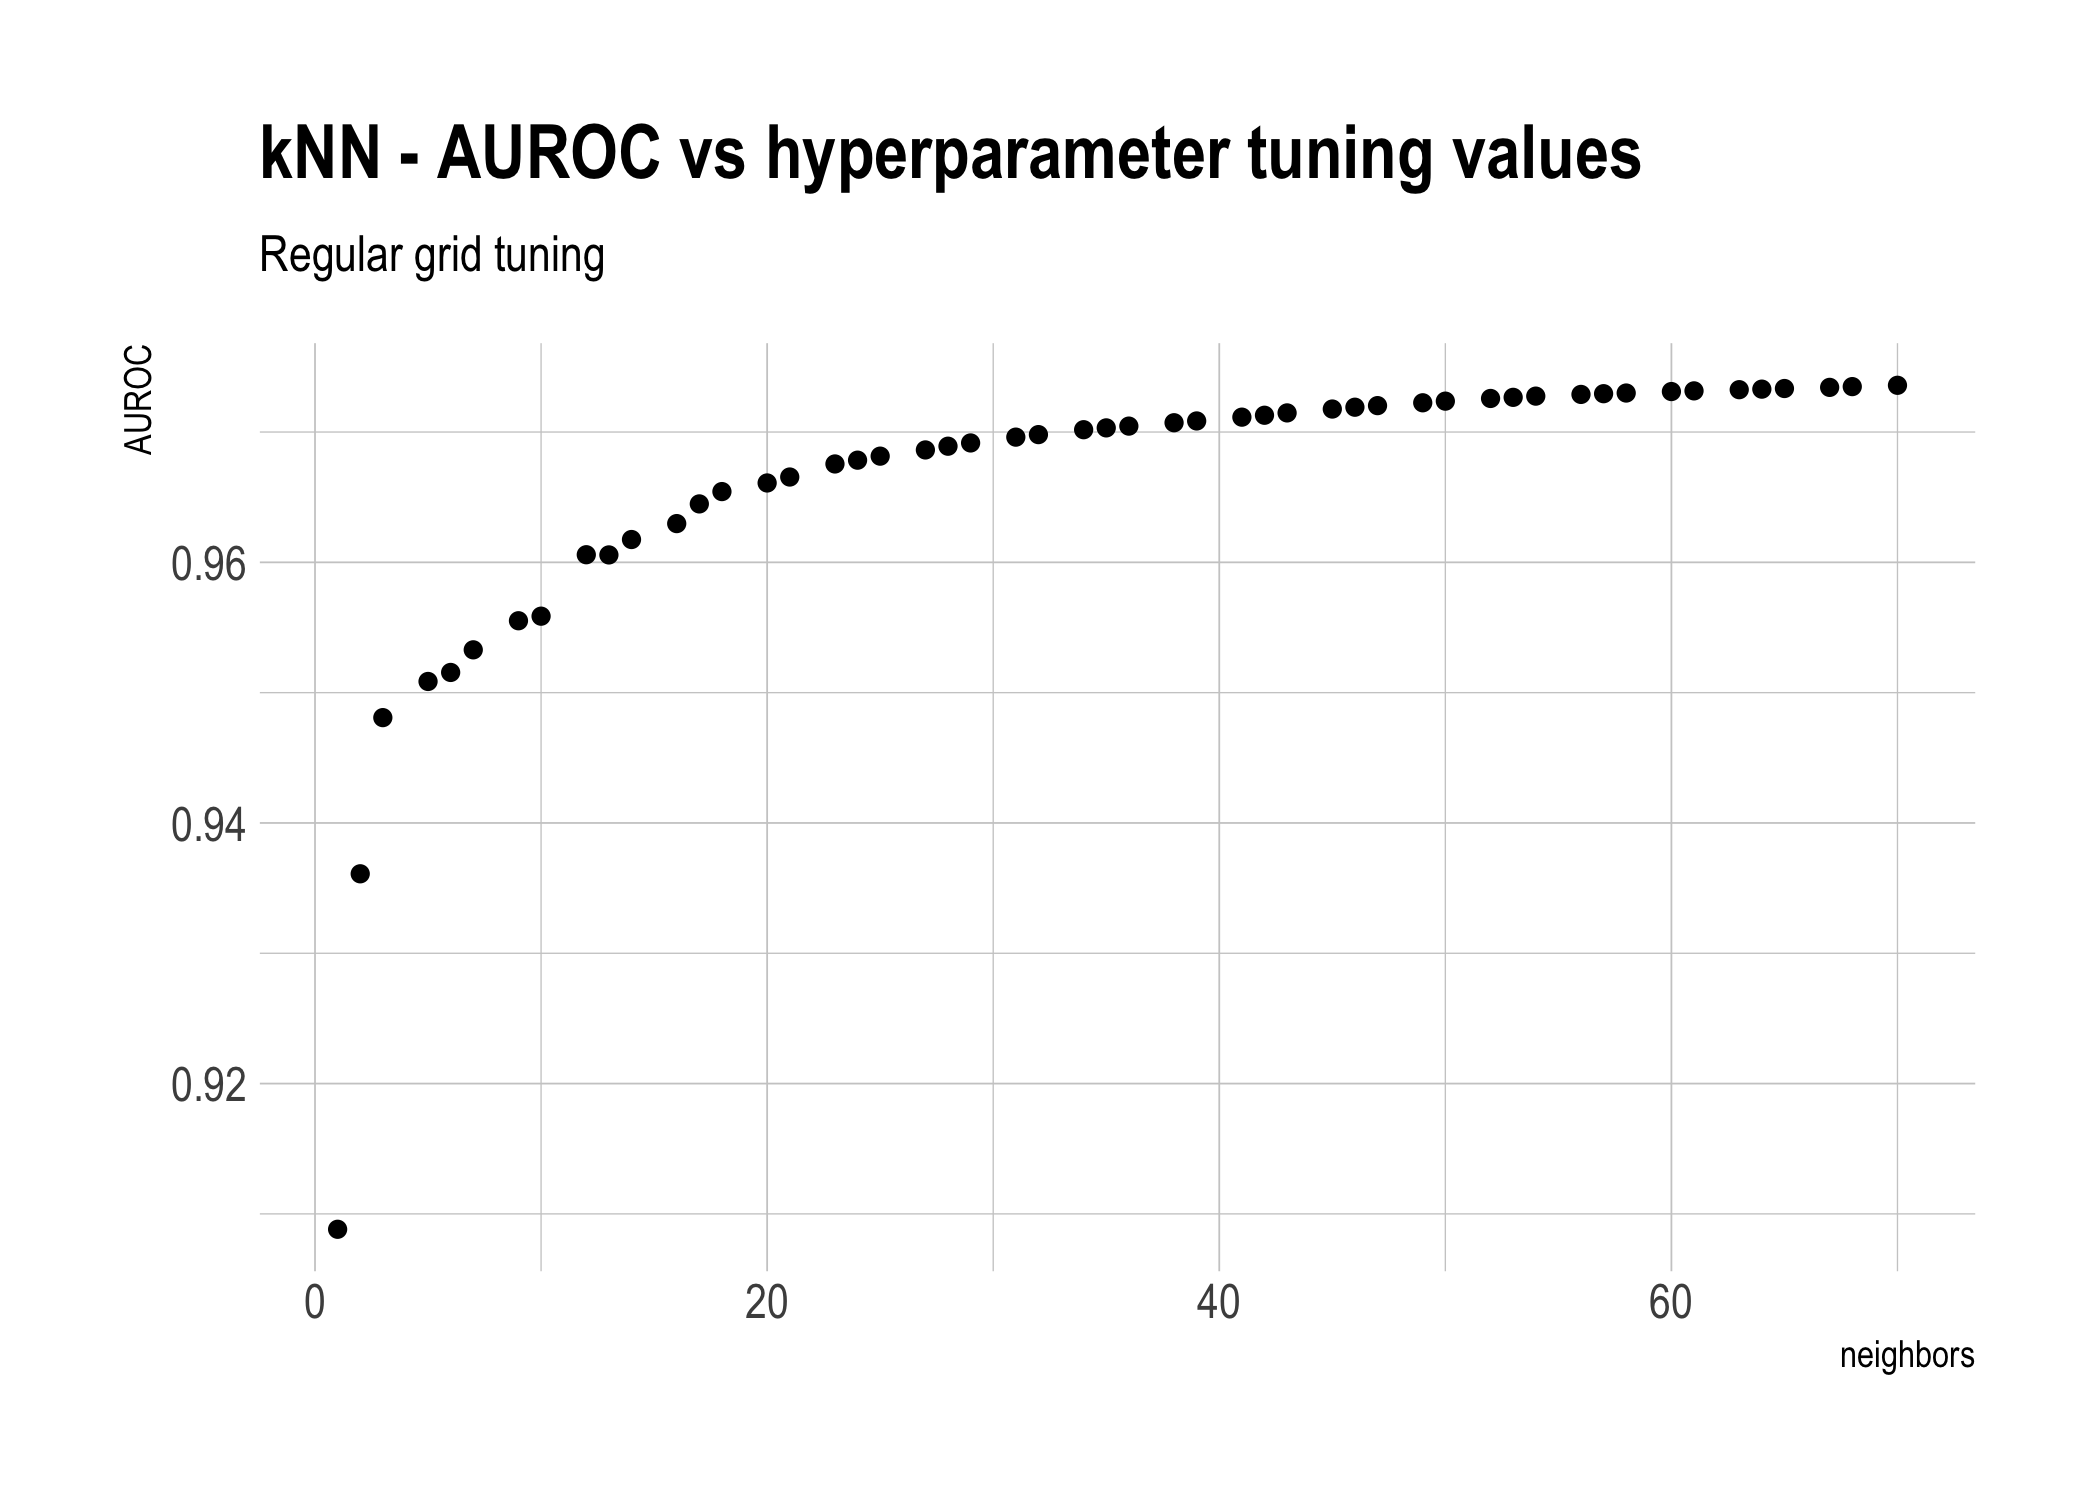 kNN - AUROC vs hyperparameter tuning values
Regular grid tuning
AUROC
0.96
0.94
0.92
0 20 40 60
neighbors